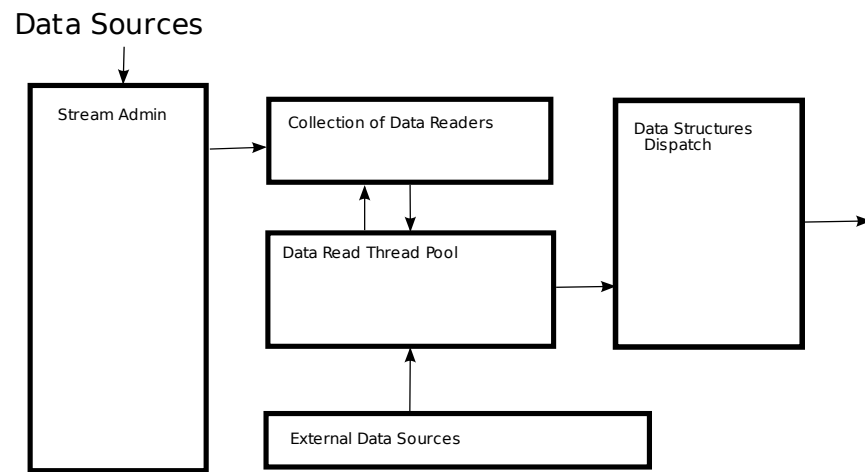 Data Sources
Stream Admin
Collection of Data Readers
Data Structures
Dispatch
Data Read Thread Pool
External Data Sources